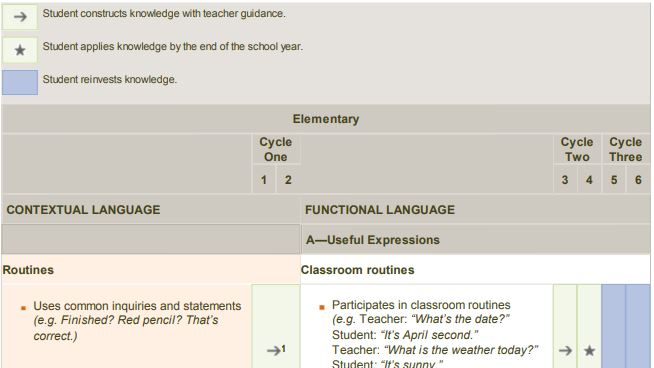 → Student constructs knowledge with teacher guidance.
★ Student applies knowledge by the end of the school year.
Student reinvests knowledge.
Elementary
Cycle One
Cycle Two
Cycle Three
1 2
3 4 5 6
CONTEXTUAL LANGUAGE
FUNCTIONAL LANGUAGE
A—Useful Expressions
Routines
Classroom routines
▪ Uses common inquiries and statements
(e.g. Finished? Red pencil? That's
correct.)
→1
▪ Participates in classroom routines
(e.g. Teacher: “What’s the date?”
Student: “It’s April second.”
Teacher: “What is the weather today?”
Student: “It’s sunny.”
→ ★